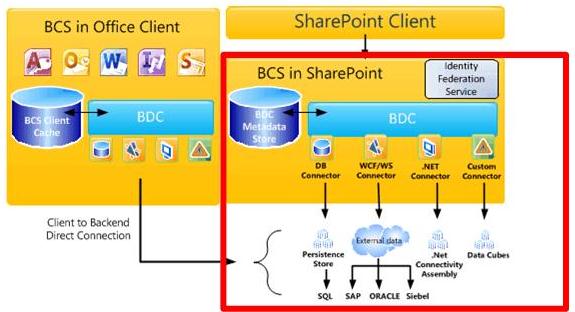 BCS in Office Client
A
O
W
I
S
BCS Client
Cache
BDC
Client to Backend
Direct Connection
SharePoint Client
BCS in SharePoint
Identity
Federation
Service
BDC
Metadata
Store
BDC
DB
Connector
WCF/WS
Connector
.NET
Connector
Custom
Connector
Persistence
Store
External data
.Net
Connectivity
Assembly
Data Cubes
SQL
SAP
ORACLE
Siebel